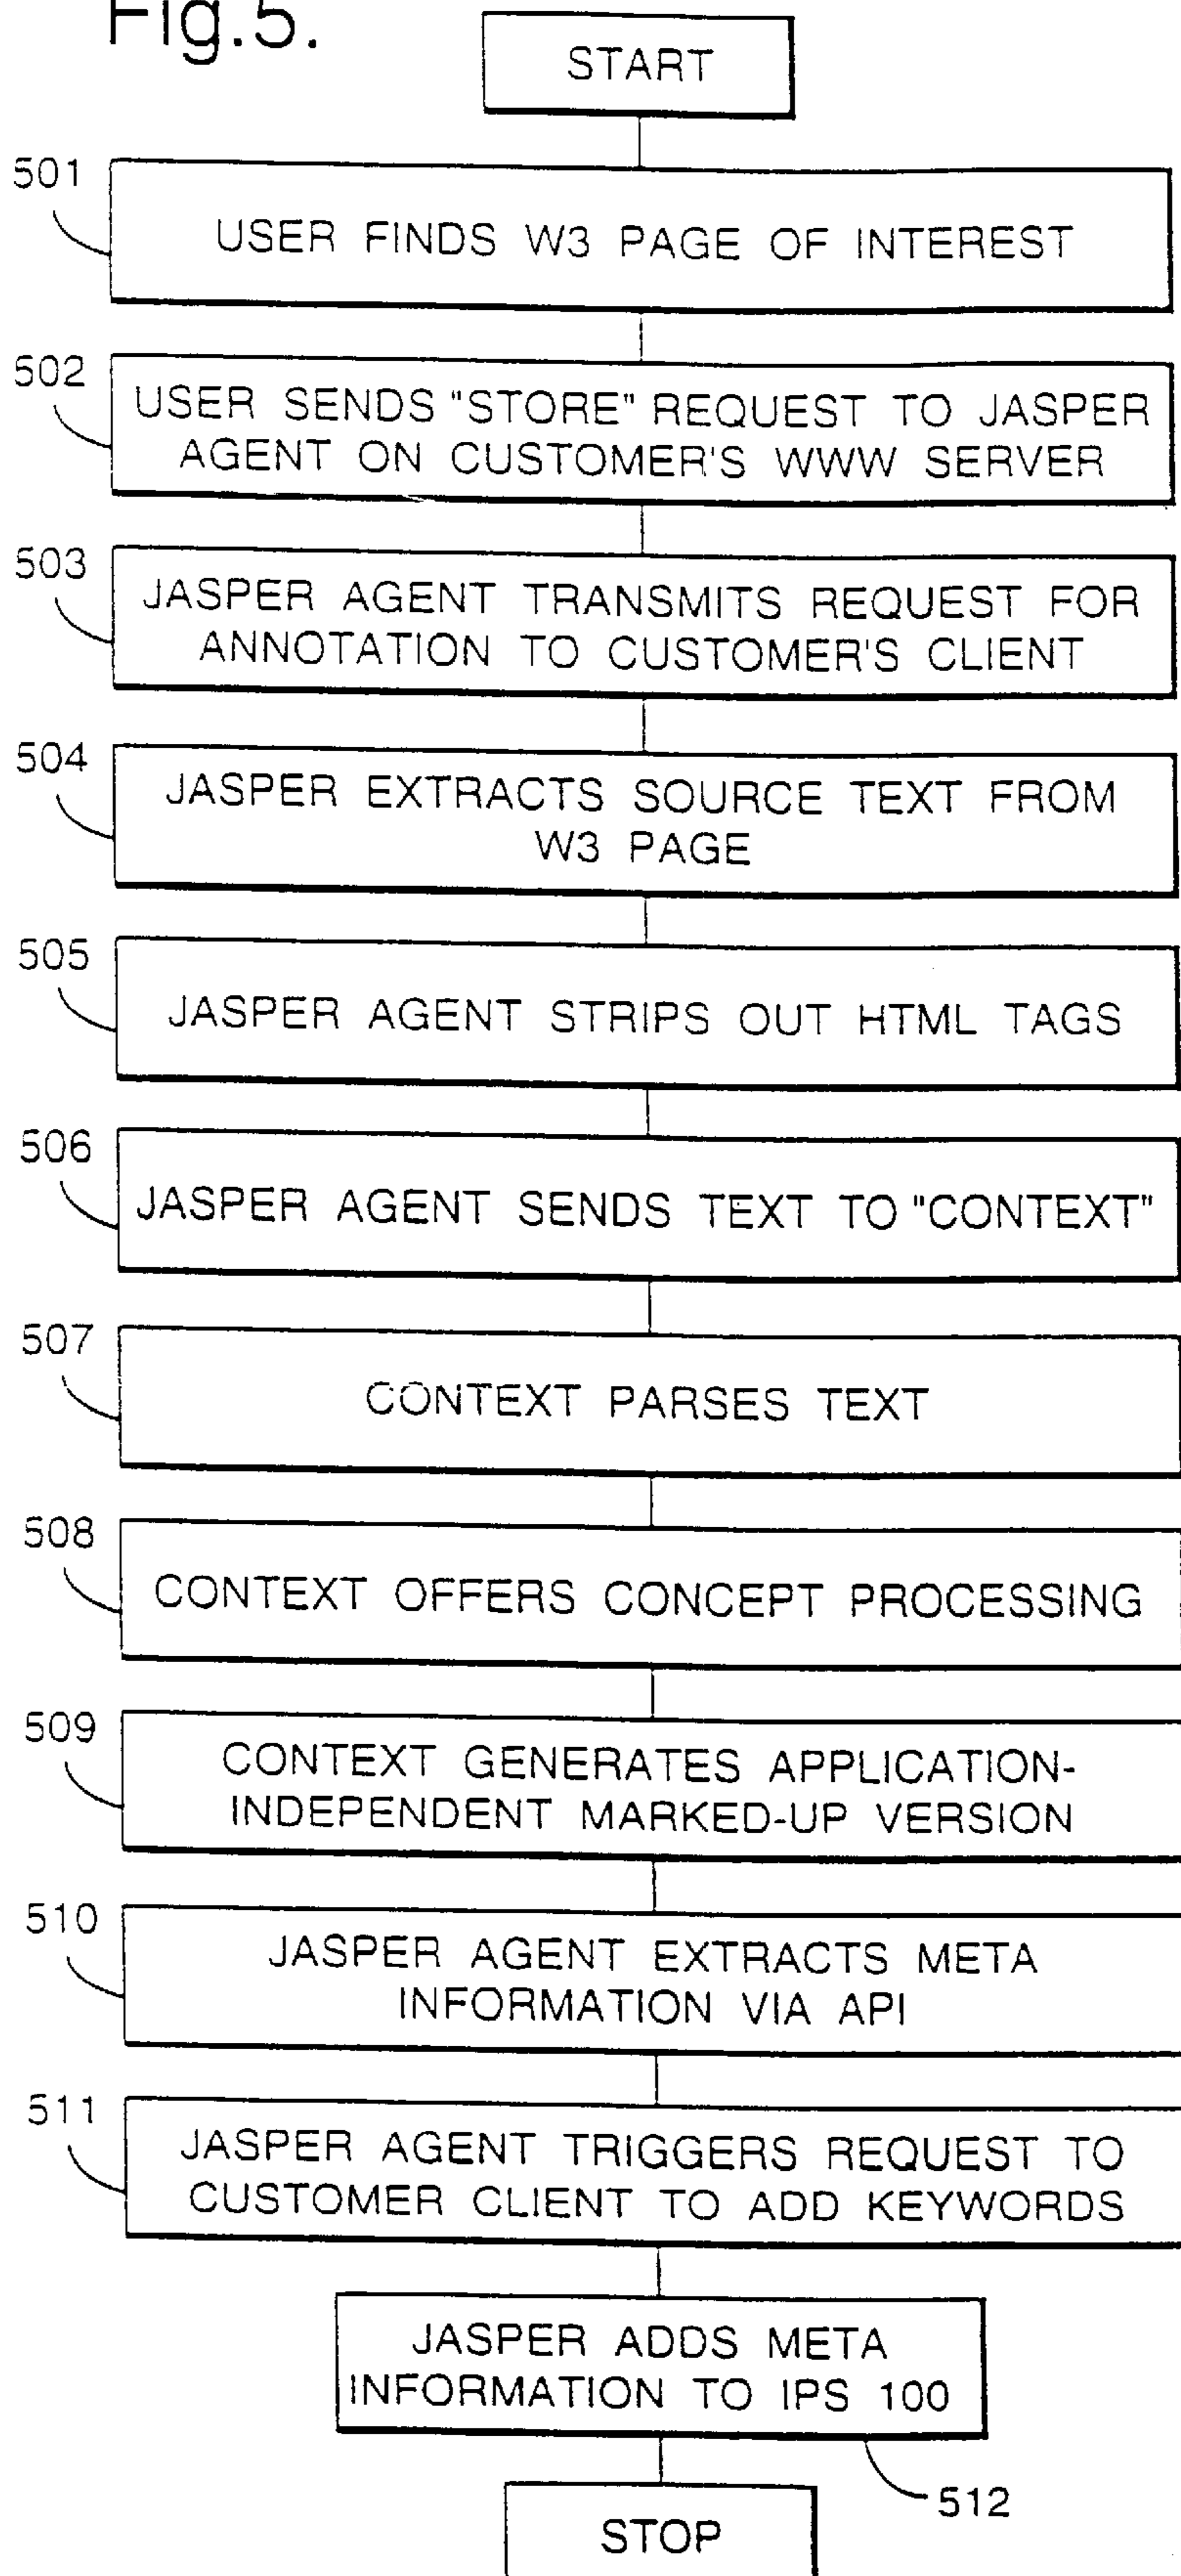 Fig.5.
START
501
USER FINDS W3 PAGE OF INTEREST
502
USER SENDS "STORE" REQUEST TO JASPER
AGENT ON CUSTOMER'S WWW SERVER
503
JASPER AGENT TRANSMITS REQUEST FOR
ANNOTATION TO CUSTOMER'S CLIENT
504
JASPER EXTRACTS SOURCE TEXT FROM
W3 PAGE
505
JASPER AGENT STRIPS OUT HTML TAGS
506
JASPER AGENT SENDS TEXT TO "CONTEXT"
507
CONTEXT PARSES TEXT
508
CONTEXT OFFERS CONCEPT PROCESSING
509
CONTEXT GENERATES APPLICATION-
INDEPENDENT MARKED-UP VERSION
510
JASPER AGENT EXTRACTS META
INFORMATION VIA API
511
JASPER AGENT TRIGGERS REQUEST TO
CUSTOMER CLIENT TO ADD KEYWORDS
JASPER ADDS META
INFORMATION TO IPS 100
512
STOP